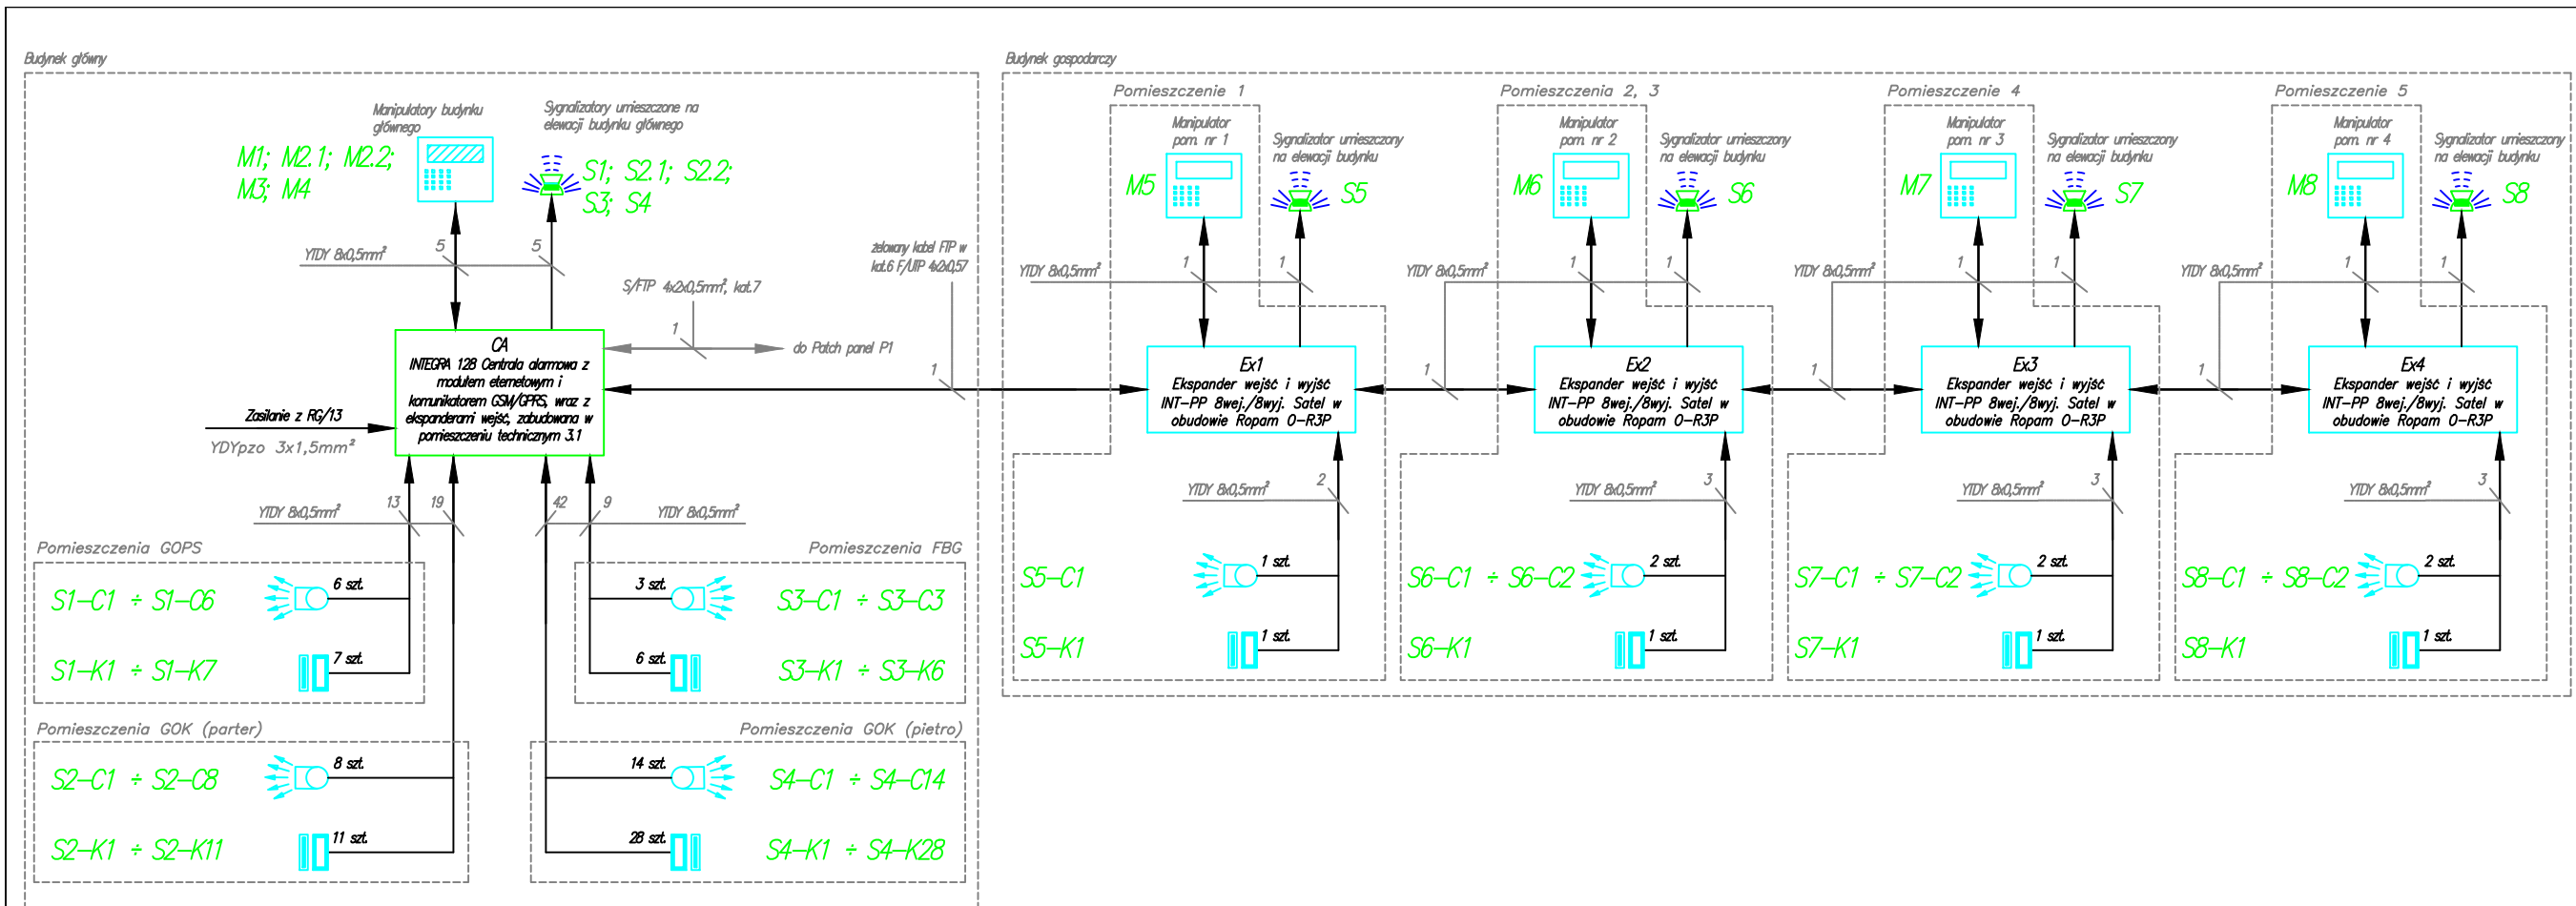 Budynek główny
Manipulatory budynku
głównego
M1; M2.1; M2.2;
M3; M4
Sygnalizatory umieszczone na
elewacji budynku głównego
S1; S2.1; S2.2;
S3; S4
YTDY 8x0,5mm²
5
5
S/FTP 4x2x0,5mm², kat.7
1
do Patch panel P1
żelowany kabel FTP w
kat.6 F/UTP 4x2x0,57
1
CA
INTEGRA 128 Centrala alarmowa z
modułem eternetowym i
komunikatorem GSM/GPRS, wraz z
ekspanderami wejść, zabudowana w
pomieszczeniu technicznym 3.1
Zasilanie z RG/13
YDYpzo 3x1,5mm²
YTDY 8x0,5mm²
13
19
42
9
YTDY 8x0,5mm²
Pomieszczenia GOPS
S1-C1 ÷ S1-C6
6 szt.
S1-K1 ÷ S1-K7
7 szt.
Pomieszczenia FBG
3 szt.
S3-C1 ÷ S3-C3
6 szt.
S3-K1 ÷ S3-K6
Pomieszczenia GOK (parter)
S2-C1 ÷ S2-C8
8 szt.
S2-K1 ÷ S2-K11
11 szt.
Pomieszczenia GOK (pietro)
14 szt.
S4-C1 ÷ S4-C14
28 szt.
S4-K1 ÷ S4-K28
Budynek gospodarczy
Pomieszczenie 1
Manipulator
pom. nr 1
M5
Sygnalizator umieszczony
na elewacji budynku
S5
YTDY 8x0,5mm²
1
1
Ex1
Ekspander wejść i wyjść
INT-PP 8wej./8wyj. Satel w
obudowie Ropam O-R3P
YTDY 8x0,5mm²
2
S5-C1
1 szt.
S5-K1
1 szt.
Pomieszczenia 2, 3
Manipulator
pom. nr 2
M6
Sygnalizator umieszczony
na elewacji budynku
S6
YTDY 8x0,5mm²
1
1
1
Ex2
Ekspander wejść i wyjść
INT-PP 8wej./8wyj. Satel w
obudowie Ropam O-R3P
YTDY 8x0,5mm²
3
S6-C1 ÷ S6-C2
2 szt.
S6-K1
1 szt.
Pomieszczenie 4
Manipulator
pom. nr 3
M7
Sygnalizator umieszczony
na elewacji budynku
S7
YTDY 8x0,5mm²
1
1
1
Ex3
Ekspander wejść i wyjść
INT-PP 8wej./8wyj. Satel w
obudowie Ropam O-R3P
YTDY 8x0,5mm²
3
S7-C1 ÷ S7-C2
2 szt.
S7-K1
1 szt.
Pomieszczenie 5
Manipulator
pom. nr 4
M8
Sygnalizator umieszczony
na elewacji budynku
S8
YTDY 8x0,5mm²
1
1
1
Ex4
Ekspander wejść i wyjść
INT-PP 8wej./8wyj. Satel w
obudowie Ropam O-R3P
YTDY 8x0,5mm²
3
S8-C1 ÷ S8-C2
2 szt.
S8-K1
1 szt.